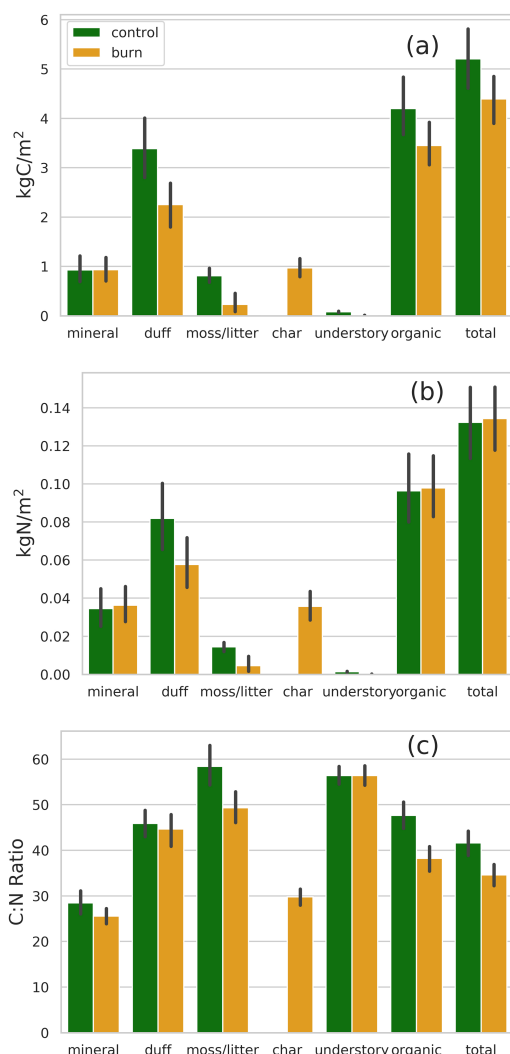 (a)
control
burn
kgC/m²
6
5
4
3
2
1
0
mineral duff moss/litter char understory organic total
(b)
kgN/m²
0.14
0.12
0.10
0.08
0.06
0.04
0.02
0.00
mineral duff moss/litter char understory organic total
(c)
C:N Ratio
60
50
40
30
20
10
0
mineral duff moss/litter char understory organic total